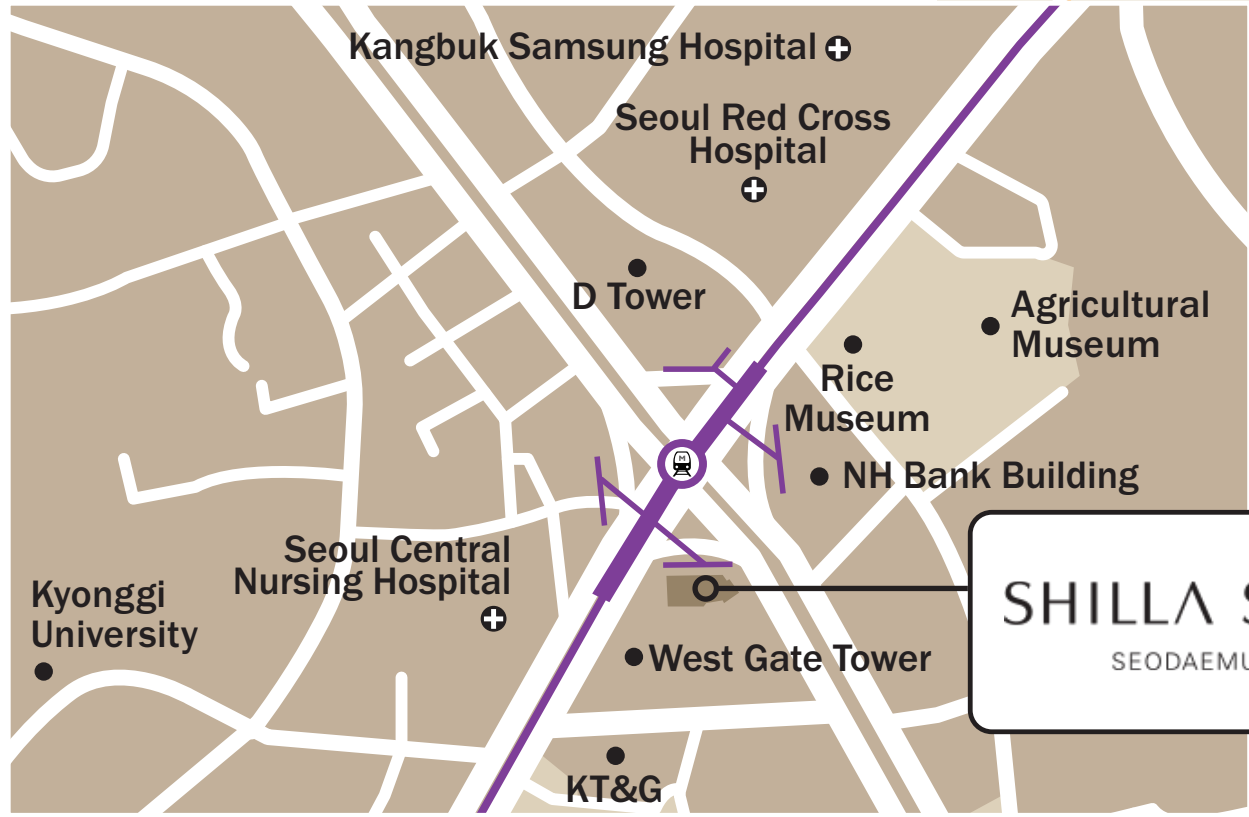 Kangbuk Samsung Hospital
Seoul Red Cross
Hospital
D Tower
Agricultural
Museum
Rice
Museum
M
NH Bank Building
Seoul Central
Nursing Hospital
Kyonggi
University
SHILLA S
SEODAEMU
West Gate Tower
KT&G